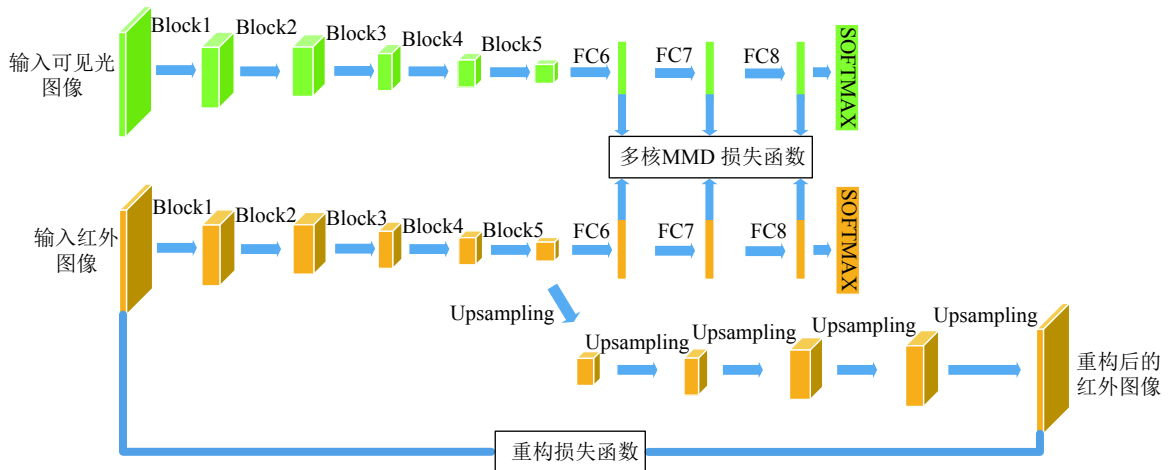 输入可见光
图像
Block1
Block2
Block3
Block4
Block5
FC6
FC7
FC8
SOFTMAX
多核MMD 损失函数
输入红外
图像
Block1
Block2
Block3
Block4
Block5
FC6
FC7
FC8
SOFTMAX
Upsampling
Upsampling
Upsampling
Upsampling
Upsampling
重构后的
红外图像
重构损失函数